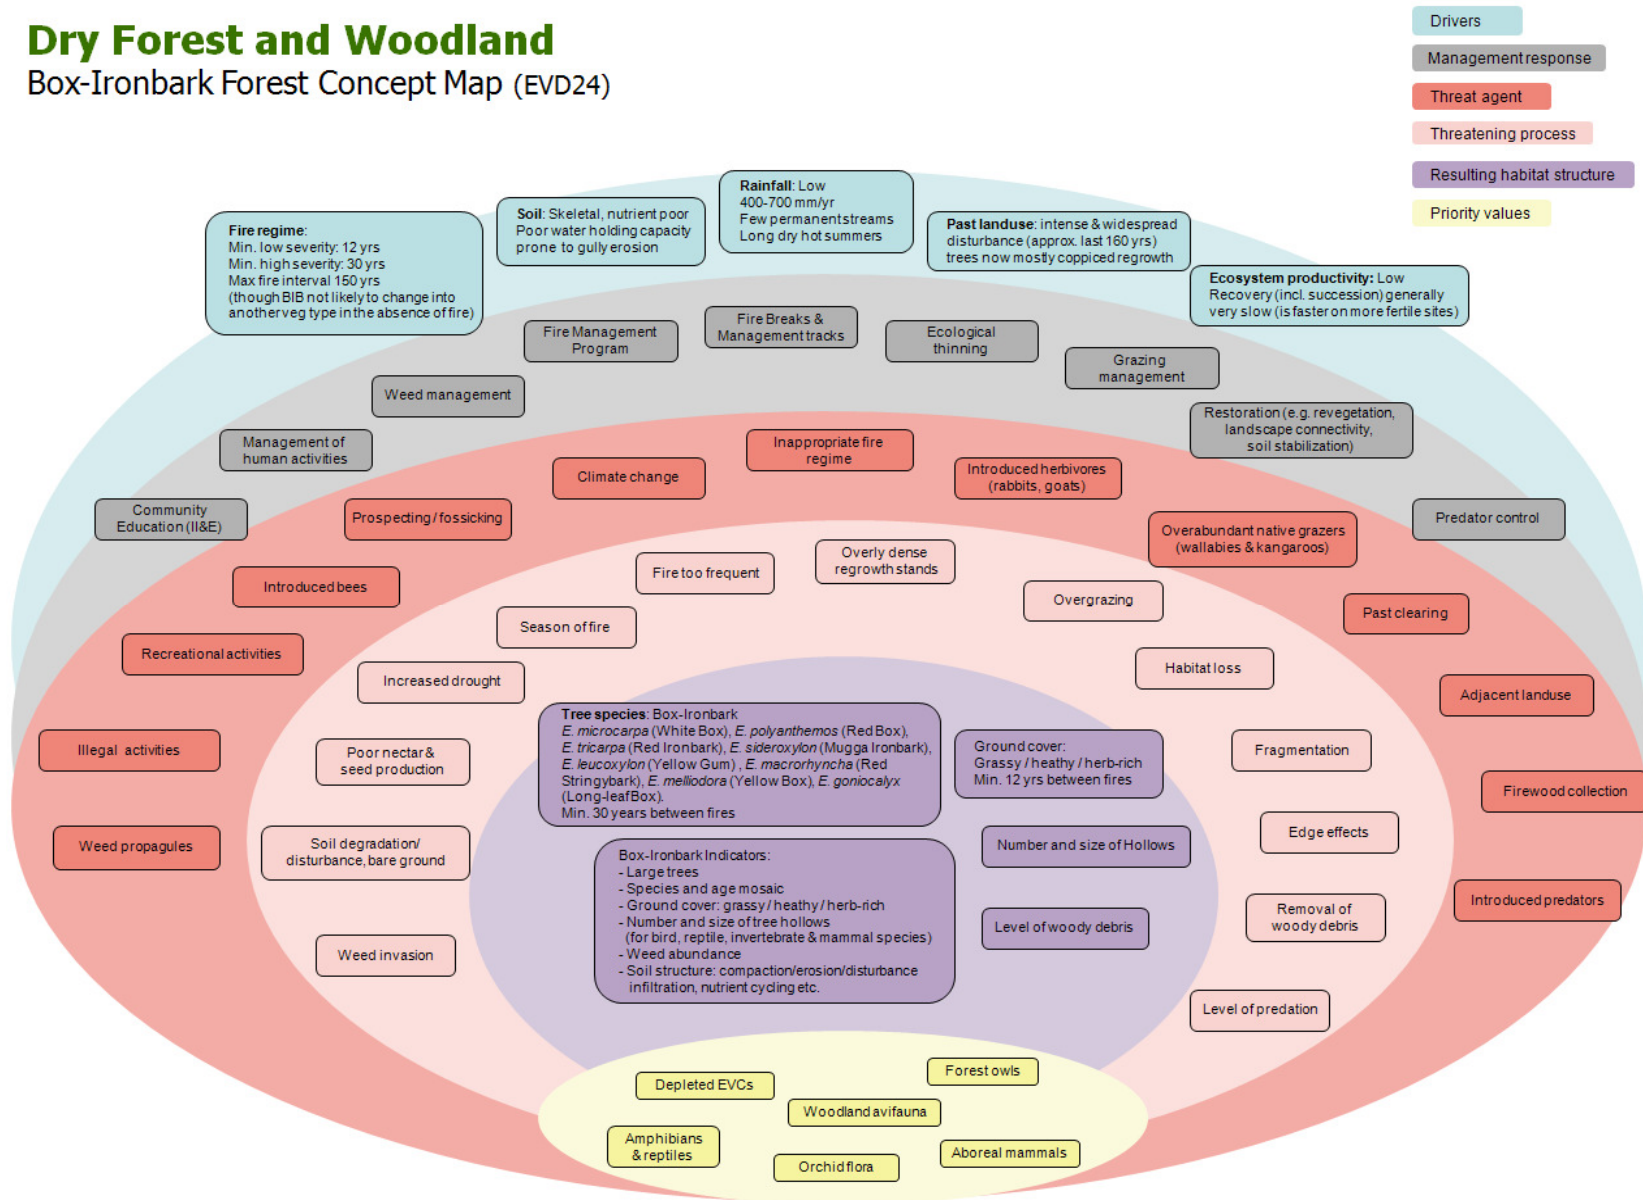 Dry Forest and Woodland
Box-Ironbark Forest Concept Map (EVD24)
Drivers
Management response
Threat agent
Threatening process
Resulting habitat structure
Priority values
Fire regime:
Min. low severity: 12 yrs
Min. high severity: 30 yrs
Max fire interval 150 yrs
(though BIB not likely to change into
another veg type in the absence of fire)
Soil: Skeletal, nutrient poor
Poor water holding capacity
prone to gully erosion
Rainfall: Low
400-700 mm/yr
Few permanent streams
Long dry hot summers
Past landuse: intense & widespread
disturbance (approx. last 160 yrs)
trees now mostly coppiced regrowth
Ecosystem productivity: Low
Recovery (incl. succession) generally
very slow (is faster on more fertile sites)
Community
Education (II&E)
Management of
human activities
Weed management
Fire Management
Program
Fire Breaks &
Management tracks
Ecological
thinning
Grazing
management
Restoration (e.g. revegetation,
landscape connectivity,
soil stabilization)
Predator control
Weed propagules
Illegal activities
Recreational activities
Introduced bees
Prospecting / fossicking
Climate change
Inappropriate fire
regime
Introduced herbivores
(rabbits, goats)
Overabundant native grazers
(wallabies & kangaroos)
Past clearing
Adjacent landuse
Firewood collection
Introduced predators
Weed invasion
Soil degradation/
disturbance, bare ground
Poor nectar &
seed production
Increased drought
Season of fire
Fire too frequent
Overly dense
regrowth stands
Overgrazing
Habitat loss
Fragmentation
Edge effects
Removal of
woody debris
Level of predation
Tree species: Box-Ironbark
E. microcarpa (White Box), E. polyanthemos (Red Box),
E. tricarpa (Red Ironbark), E. sideroxylon (Mugga Ironbark),
E. leucoxylon (Yellow Gum) , E. macrorhyncha (Red
Stringybark), E. melliodora (Yellow Box), E. goniocalyx
(Long-leaf Box).
Min. 30 years between fires
Ground cover:
Grassy / heathy / herb-rich
Min. 12 yrs between fires
Box-Ironbark Indicators:
- Large trees
- Species and age mosaic
- Ground cover: grassy / heathy / herb-rich
- Number and size of tree hollows
(for bird, reptile, invertebrate & mammal species)
- Weed abundance
- Soil structure: compaction/erosion/disturbance
infiltration, nutrient cycling etc.
Number and size of Hollows
Level of woody debris
Depleted EVCs
Forest owls
Woodland avifauna
Amphibians
& reptiles
Orchid flora
Aboreal mammals